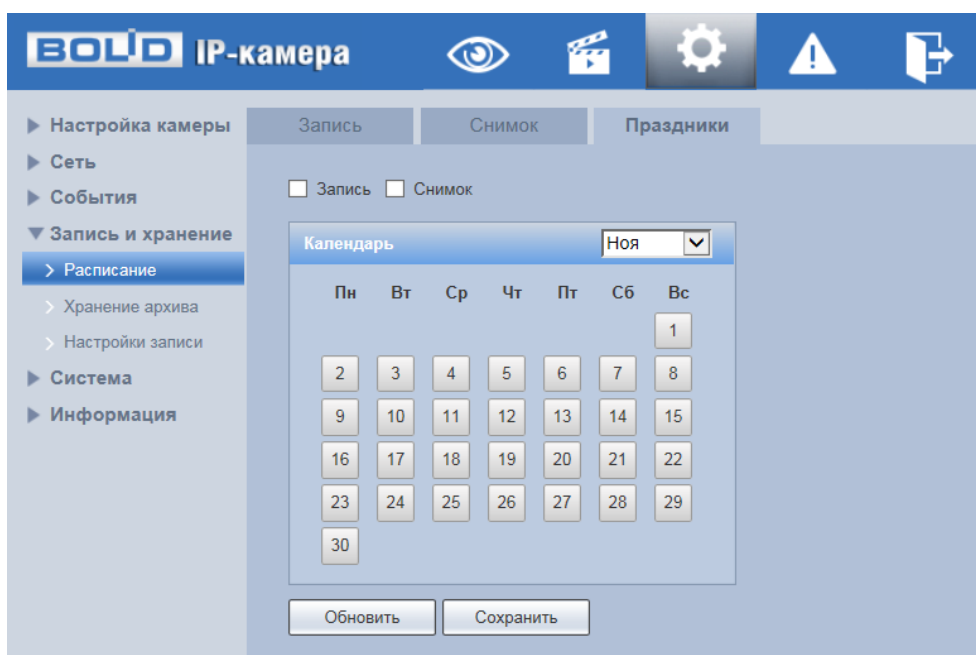 BOLID IP-камера
Настройка камеры
Сеть
События
Запись и хранение
Расписание
Хранение архива
Настройки записи
Система
Информация
Запись Снимок Праздники
Запись Снимок
Календарь Ноя
Пн Вт Ср Чт Пт Сб Вс
1
2 3 4 5 6 7 8
9 10 11 12 13 14 15
16 17 18 19 20 21 22
23 24 25 26 27 28 29
30
Обновить Сохранить